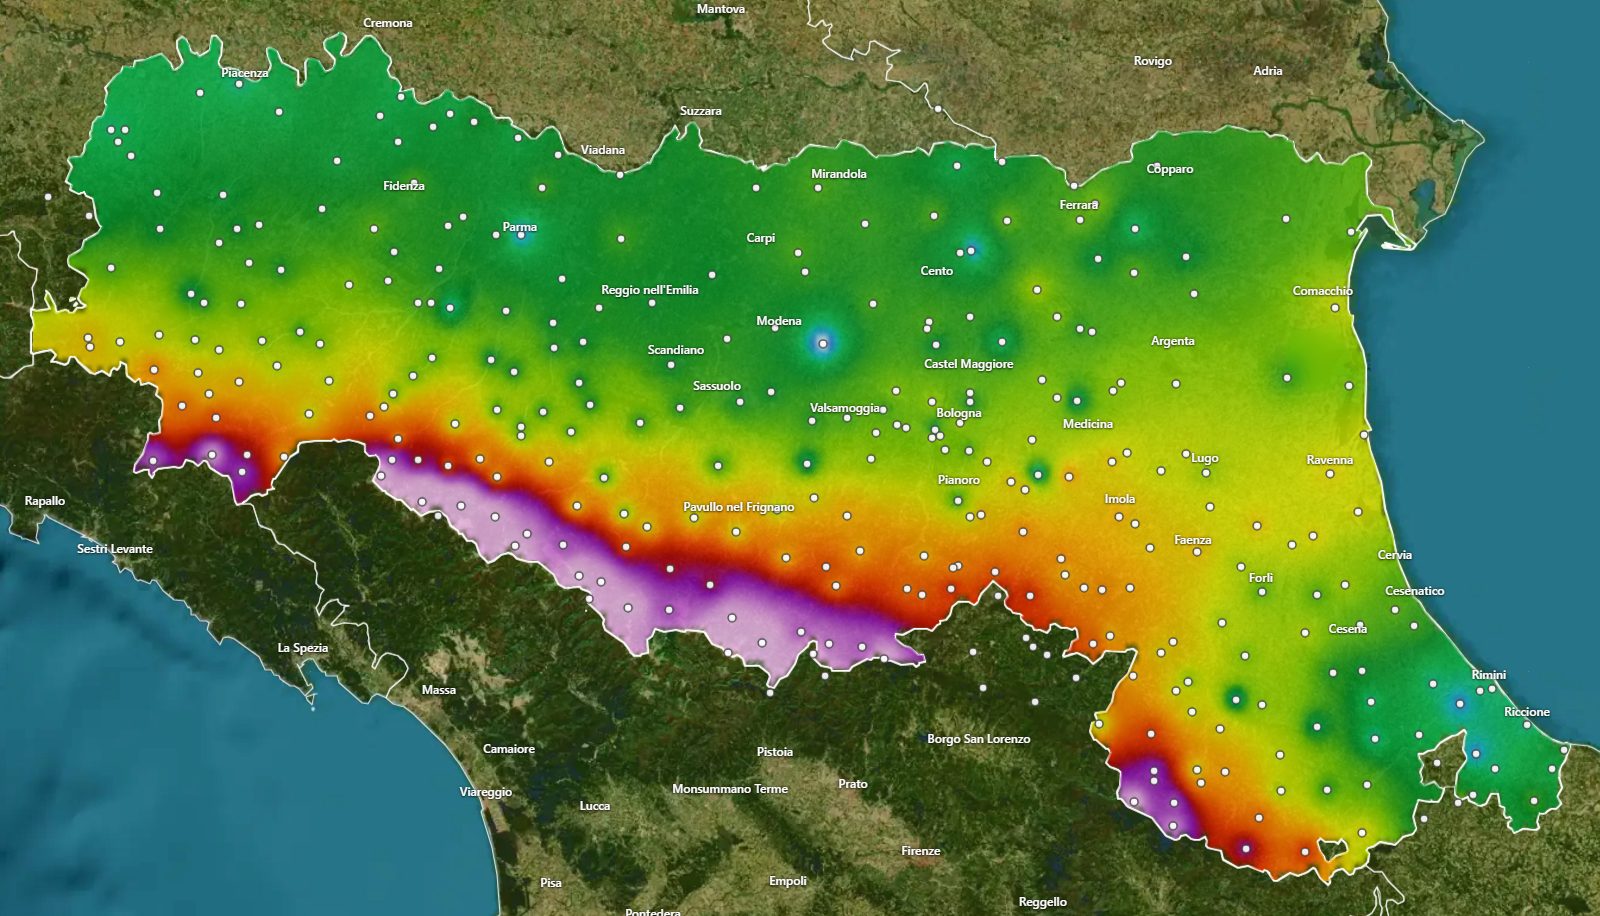 Mantova
Cremona
Rovigo
Adria
Piacenza
Suzzara
Viadana
Mirandola
Copparo
Fidenza
Ferrara
Parma
Carpi
Cento
Reggio nell'Emilia
Comacchio
Modena
Argenta
Scandiano
Castel Maggiore
Sassuolo
Valsamoggia
Bologna
Medicina
Lugo
Ravenna
Pianoro
Rapallo
Imola
Pavullo nel Frignano
Faenza
Sestri Levante
Cervia
Forlì
Cesenatico
Cesena
La Spezia
Rimini
Massa
Riccione
Borgo San Lorenzo
Camaiore
Pistoia
Prato
Viareggio
Monsummano Terme
Lucca
Firenze
Pisa
Empoli
Reggello
Pontedera